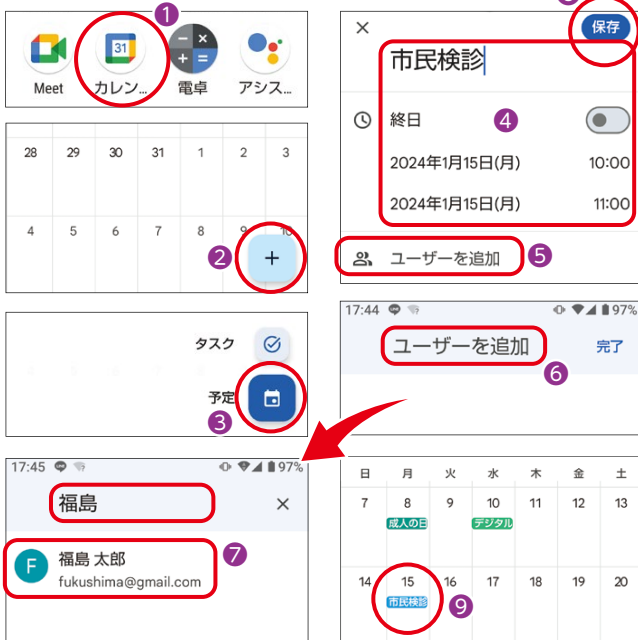 1
31
Meet
カレン...
電卓
アシス...
28 29 30 31 1 2 3
4 5 6 7 8 9 10
2
+
タスク
予定
3
保存
市民検診
終日
4
2024年1月15日(月) 10:00
2024年1月15日(月) 11:00
ユーザーを追加
5
17:44 97%
ユーザーを追加
完了
6
17:45 97%
福島
F
福島 太郎
fukushima@gmail.com
7
日 月 火 水 木 金 土
7 8 9 10 11 12 13
成人の日
デジタル
14 15 16 17 18 19 20
市民検診
9